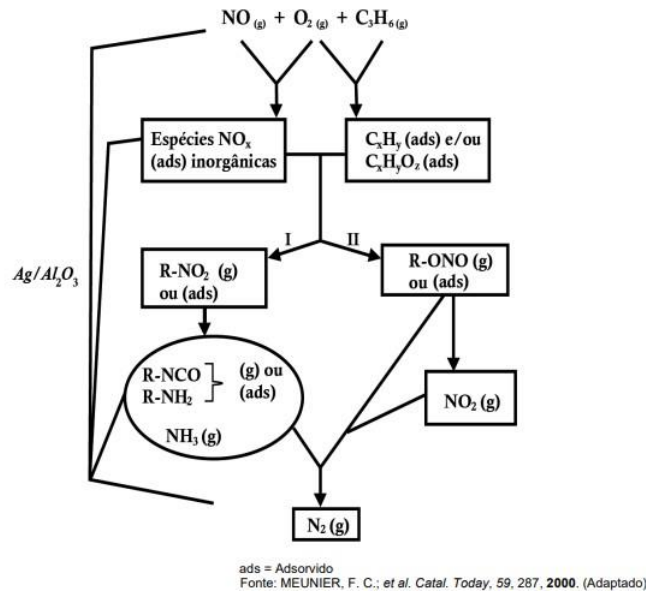 NO (g) + O2 (g) + C3H6(g)
Espécies NOx
(ads) inorgânicas
CxHy (ads) e/ou
CxHyOz (ads)
I
II
Ag/Al2O3
R-NO2 (g)
ou (ads)
R-ONO (g)
ou (ads)
R-NCO
R-NH2
(g) ou
(ads)
NH3 (g)
NO2 (g)
N2 (g)
ads = Adsorvido
Fonte: MEUNIER, F. C.; et al. Catal. Today, 59, 287, 2000. (Adaptado)